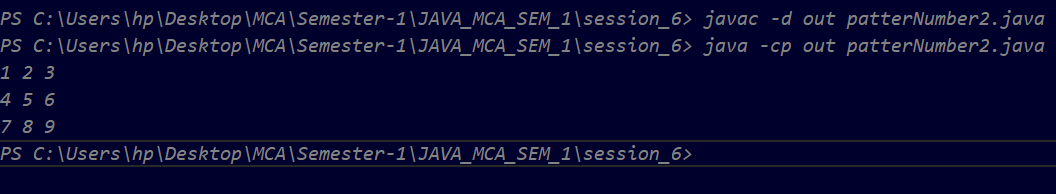 PS C:\Users\hp\Desktop\MCA\Semester-1\JAVA_MCA_SEM_1\session_6> javac -d out patterNumber2.java
PS C:\Users\hp\Desktop\MCA\Semester-1\JAVA_MCA_SEM_1\session_6> java -cp out patterNumber2.java
1 2 3
4 5 6
7 8 9
PS C:\Users\hp\Desktop\MCA\Semester-1\JAVA_MCA_SEM_1\session_6>